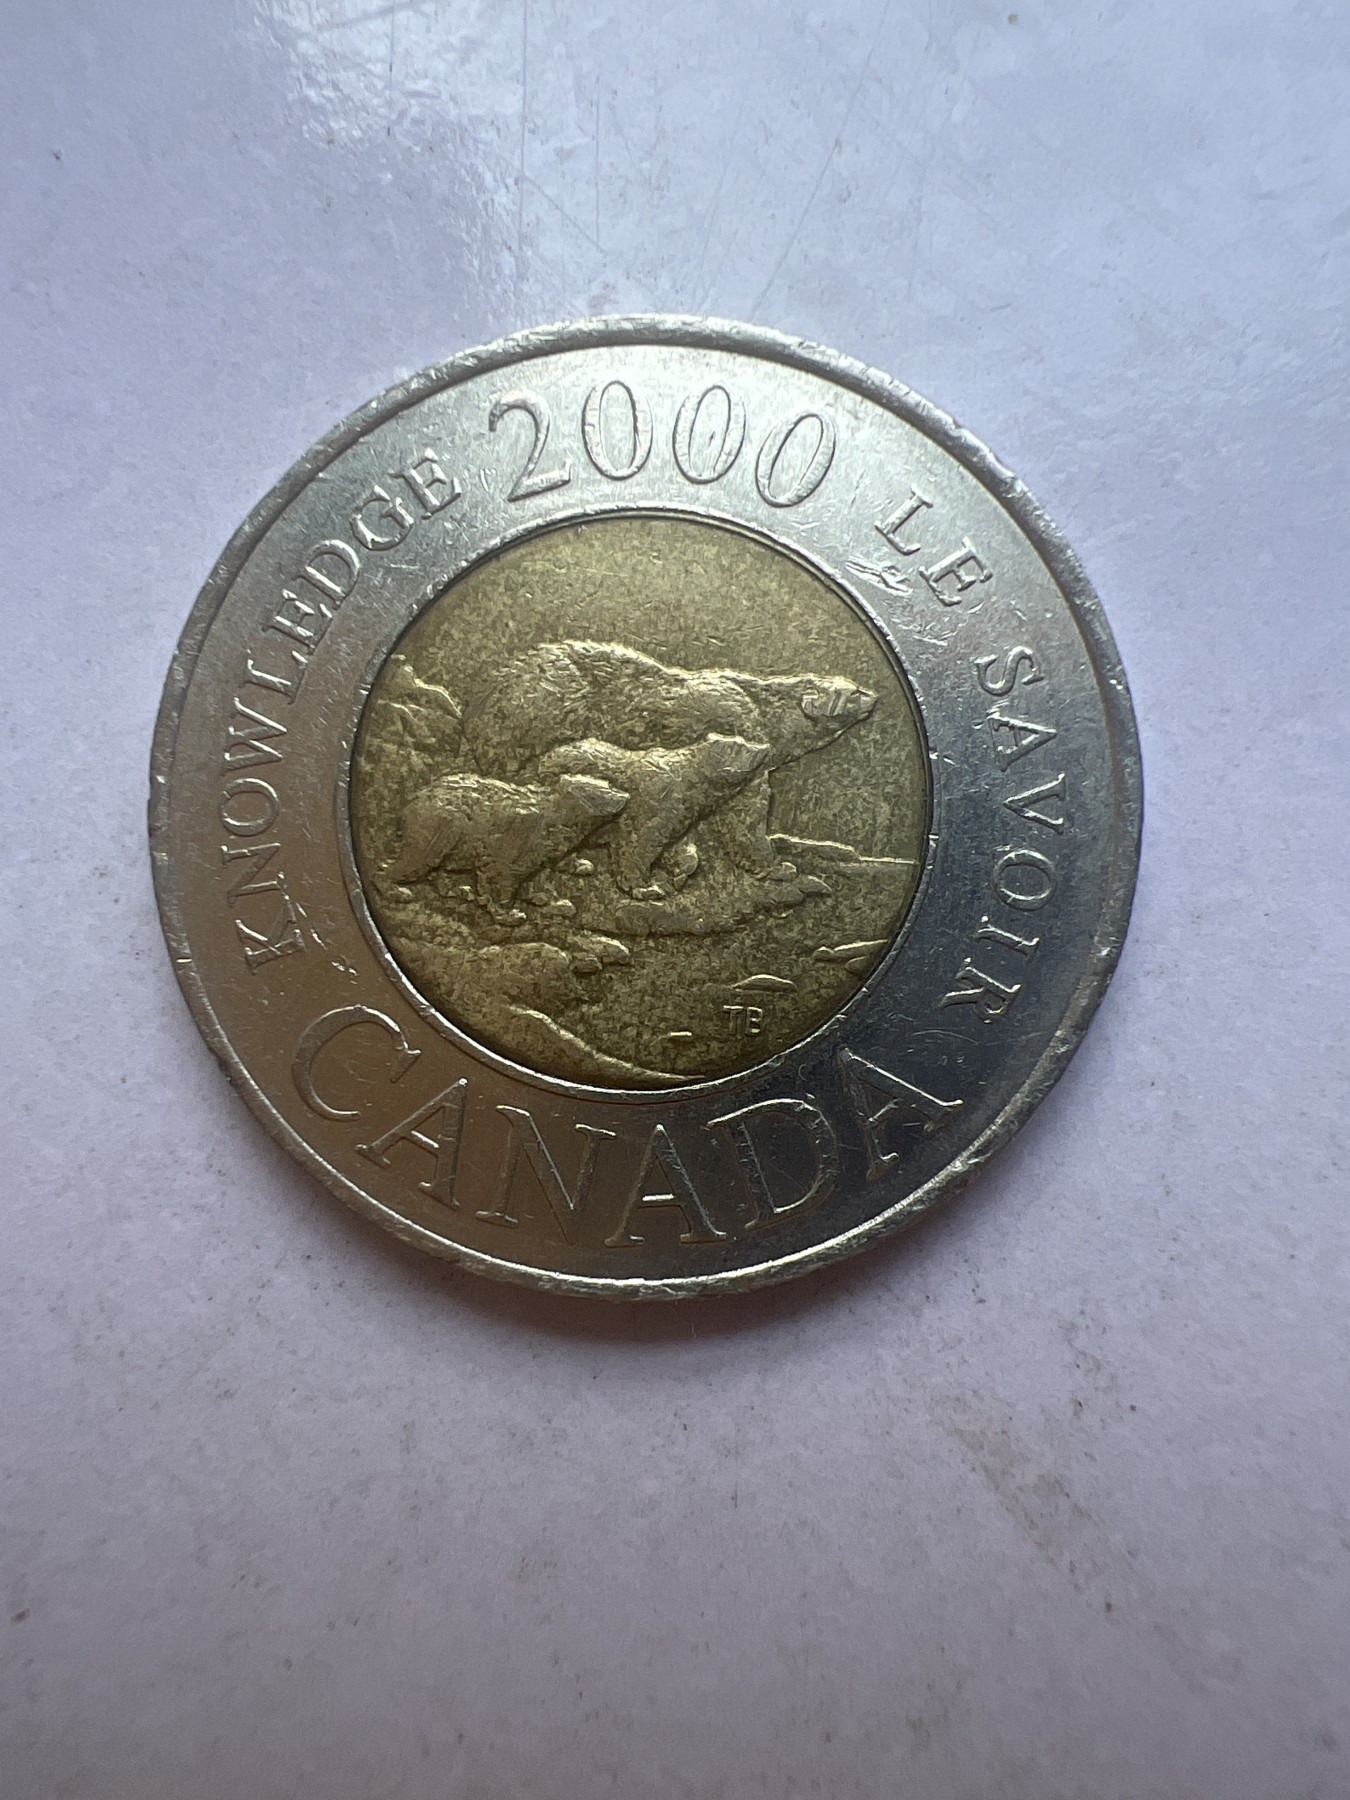 KNOWLEDGE 2000 LE SAVOIR
TB
CANADA